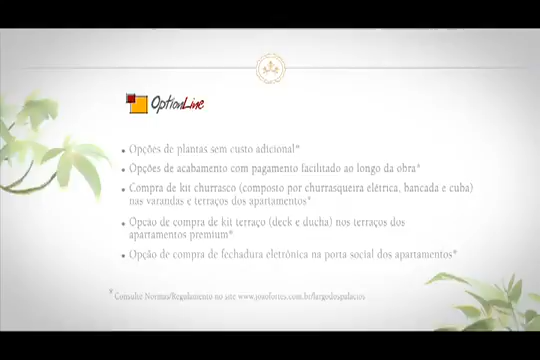 OptionLine
• Opções de plantas sem custo adicional*
• Opções de acabamento com pagamento facilitado ao longo da obra*
• Compra de kit churrasco (composto por churrasqueira elétrica, bancada e cuba)
nas varandas e terraços dos apartamentos*
• Opção de compra de kit terraço (deck e ducha) nos terraços dos
apartamentos premium*
• Opção de compra de fechadura eletrônica na porta social dos apartamentos*
* Consulte Normas/Regulamento no site www.joaofortes.com.br/largodospalacios